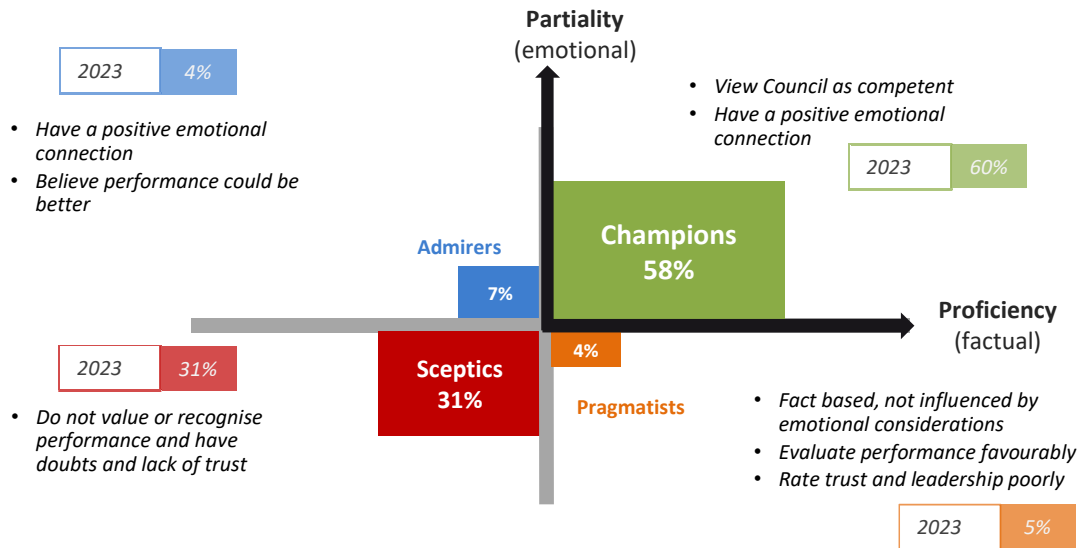 Partiality
(emotional)
2023 4%
• Have a positive emotional
connection
• Believe performance could be
better
• View Council as competent
• Have a positive emotional
connection
2023 60%
Admirers
7%
Champions
58%
Proficiency
(factual)
2023 31%
• Do not value or recognise
performance and have
doubts and lack of trust
Sceptics
31%
4%
Pragmatists
• Fact based, not influenced by
emotional considerations
• Evaluate performance favourably
• Rate trust and leadership poorly
2023 5%